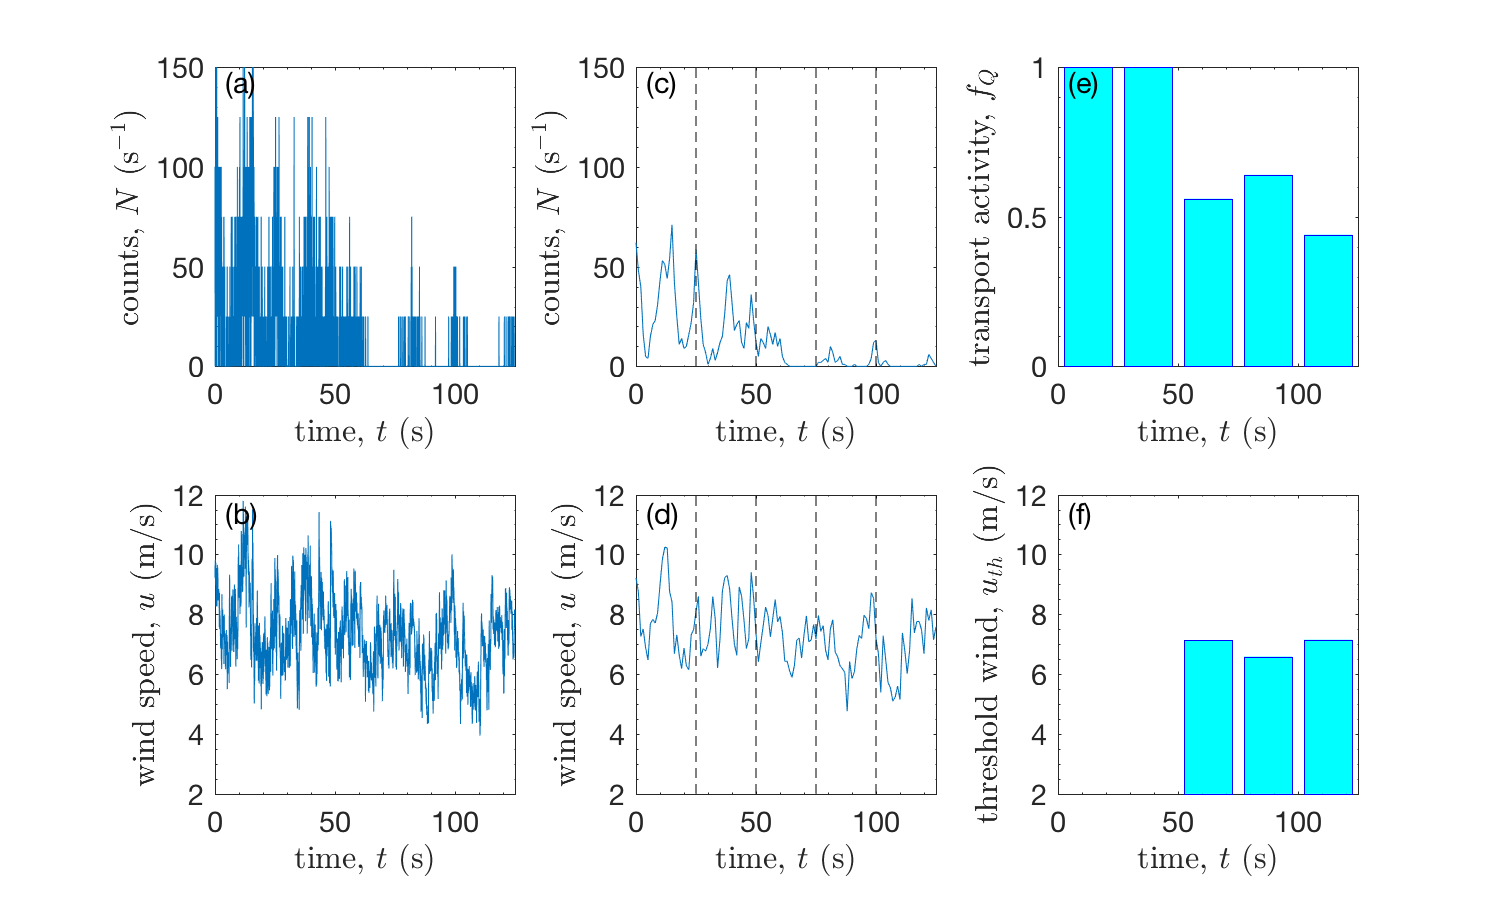 (a)
150
100
50
0
counts, N (s⁻¹)
0 50 100
time, t (s)
(c)
150
100
50
0
counts, N (s⁻¹)
0 50 100
time, t (s)
(e)
1
0.5
0
transport activity, f_Q
0 50 100
time, t (s)
(b)
12
10
8
6
4
2
wind speed, u (m/s)
0 50 100
time, t (s)
(d)
12
10
8
6
4
2
wind speed, u (m/s)
0 50 100
time, t (s)
(f)
12
10
8
6
4
2
threshold wind, u_th (m/s)
0 50 100
time, t (s)